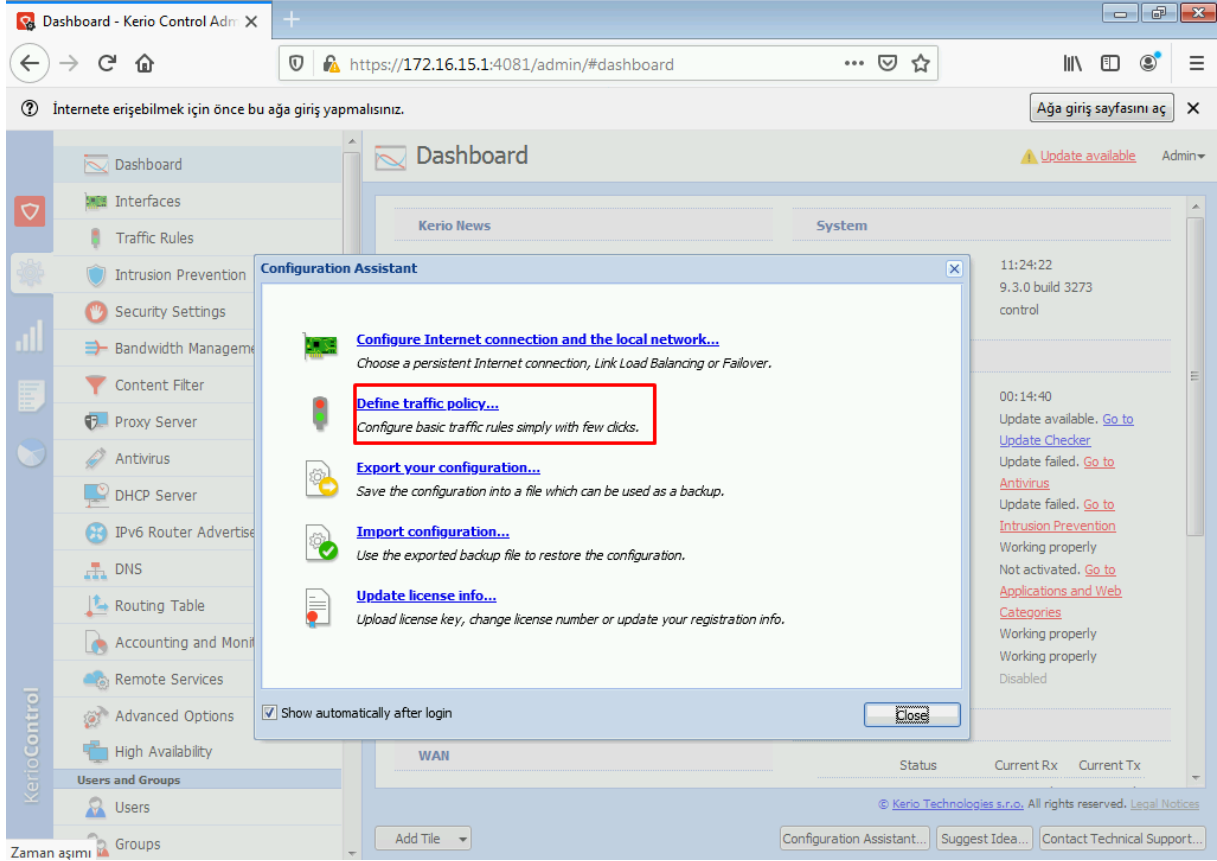 Dashboard - Kerio Control Adm
https://172.16.15.1:4081/admin/#dashboard
İnternete erişebilmek için önce bu ağa giriş yapmalısınız.
Ağa giriş sayfasını aç
Dashboard
Interfaces
Traffic Rules
Intrusion Prevention
Security Settings
Bandwidth Manageme
Content Filter
Proxy Server
Antivirus
DHCP Server
IPv6 Router Advertise
DNS
Routing Table
Accounting and Monit
Remote Services
Advanced Options
High Availability
Users and Groups
Users
Groups
Zaman aşımı
KerioControl
Dashboard
Update available
Admin
Kerio News
System
11:24:22
9.3.0 build 3273
control
00:14:40
Update available. Go to
Update Checker
Update failed. Go to
Antivirus
Update failed. Go to
Intrusion Prevention
Working properly
Not activated. Go to
Applications and Web
Categories
Working properly
Working properly
Disabled
Configuration Assistant
Configure Internet connection and the local network...
Choose a persistent Internet connection, Link Load Balancing or Failover.
Define traffic policy...
Configure basic traffic rules simply with few clicks.
Export your configuration...
Save the configuration into a file which can be used as a backup.
Import configuration...
Use the exported backup file to restore the configuration.
Update license info...
Upload license key, change license number or update your registration info.
Show automatically after login
Close
WAN
Status Current Rx Current Tx
© Kerio Technologies s.r.o. All rights reserved. Legal Notices
Add Tile
Configuration Assistant...
Suggest Idea...
Contact Technical Support...